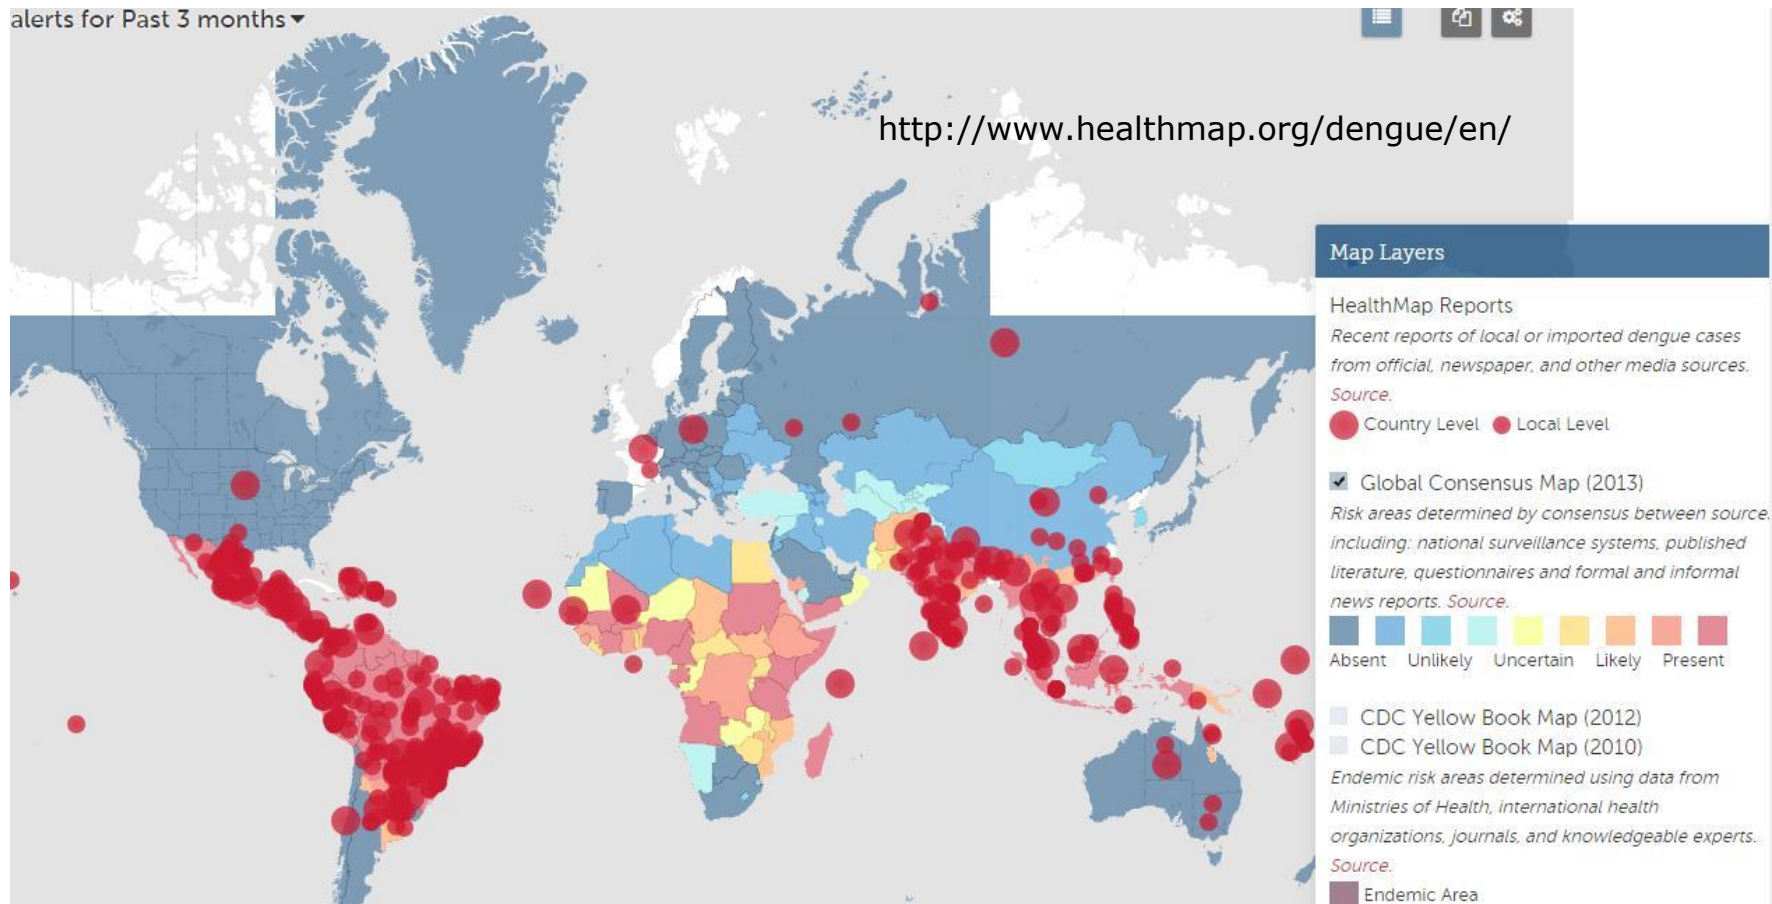 alerts for Past 3 months
http://www.healthmap.org/dengue/en/
Map Layers
HealthMap Reports
Recent reports of local or imported dengue cases
from official, newspaper, and other media sources.
Source.
Country Level Local Level
Global Consensus Map (2013)
Risk areas determined by consensus between source.
including: national surveillance systems, published
literature, questionnaires and formal and informal
news reports. Source.
Absent Unlikely Uncertain Likely Present
CDC Yellow Book Map (2012)
CDC Yellow Book Map (2010)
Endemic risk areas determined using data from
Ministries of Health, international health
organizations, journals, and knowledgeable experts.
Source.
Endemic Area